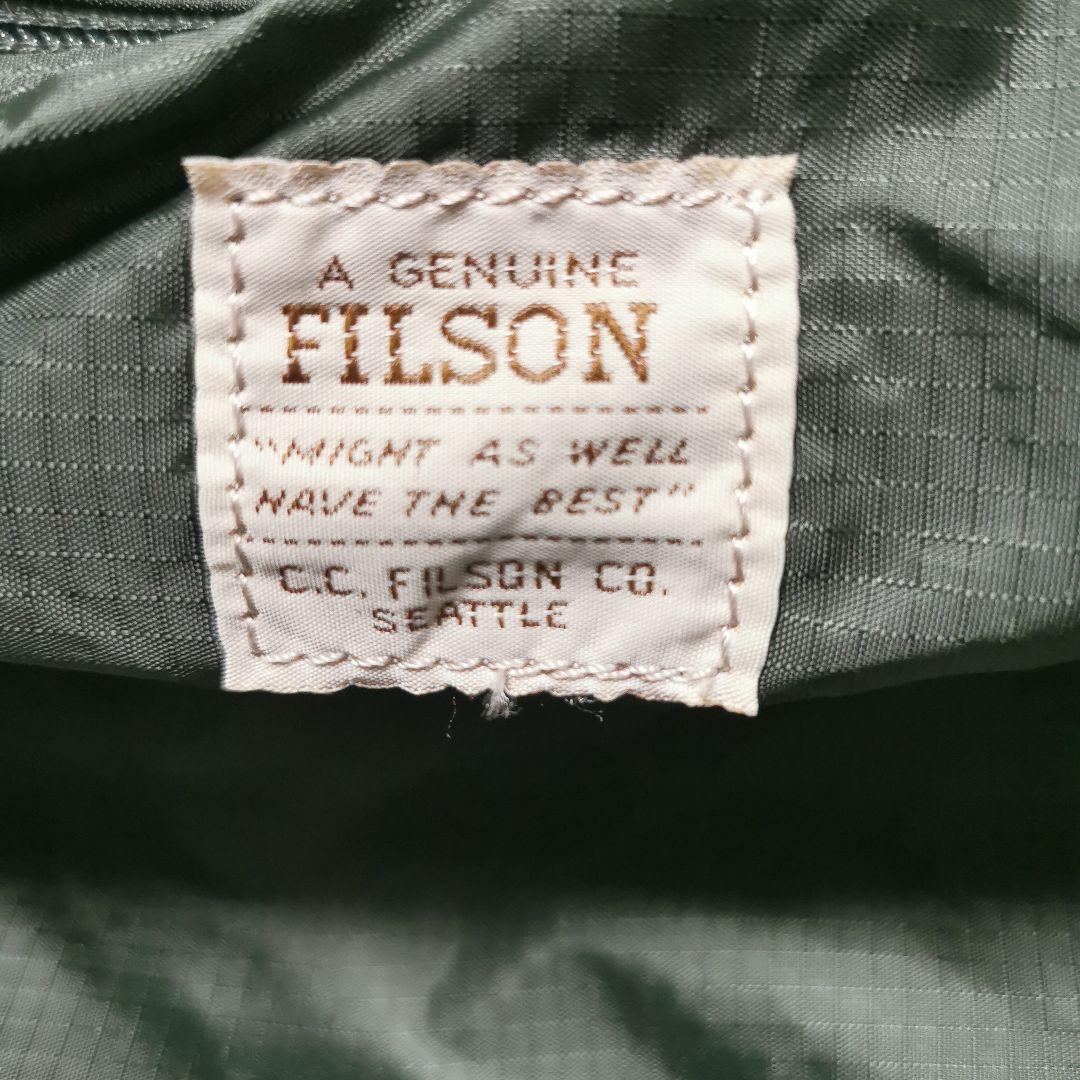 A GENUINE
FILSON
"MIGHT AS WELL
HAVE THE BEST"
C.C. FILSON CO.
SEATTLE